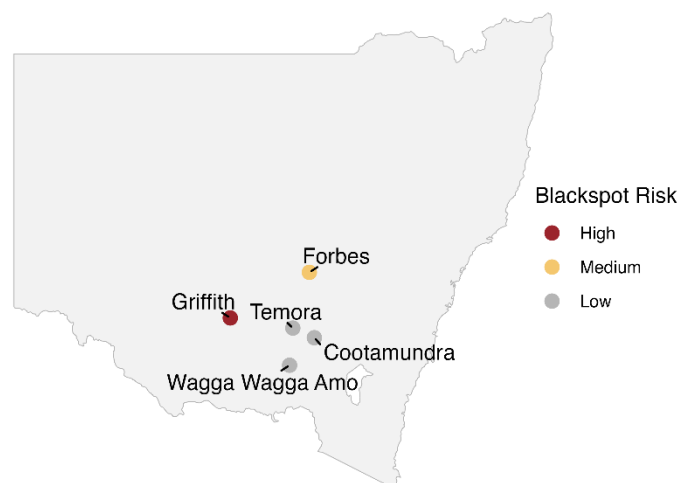 Blackspot Risk
High
Medium
Low
Forbes
Griffith
Temora
Cootamundra
Wagga Wagga Amo